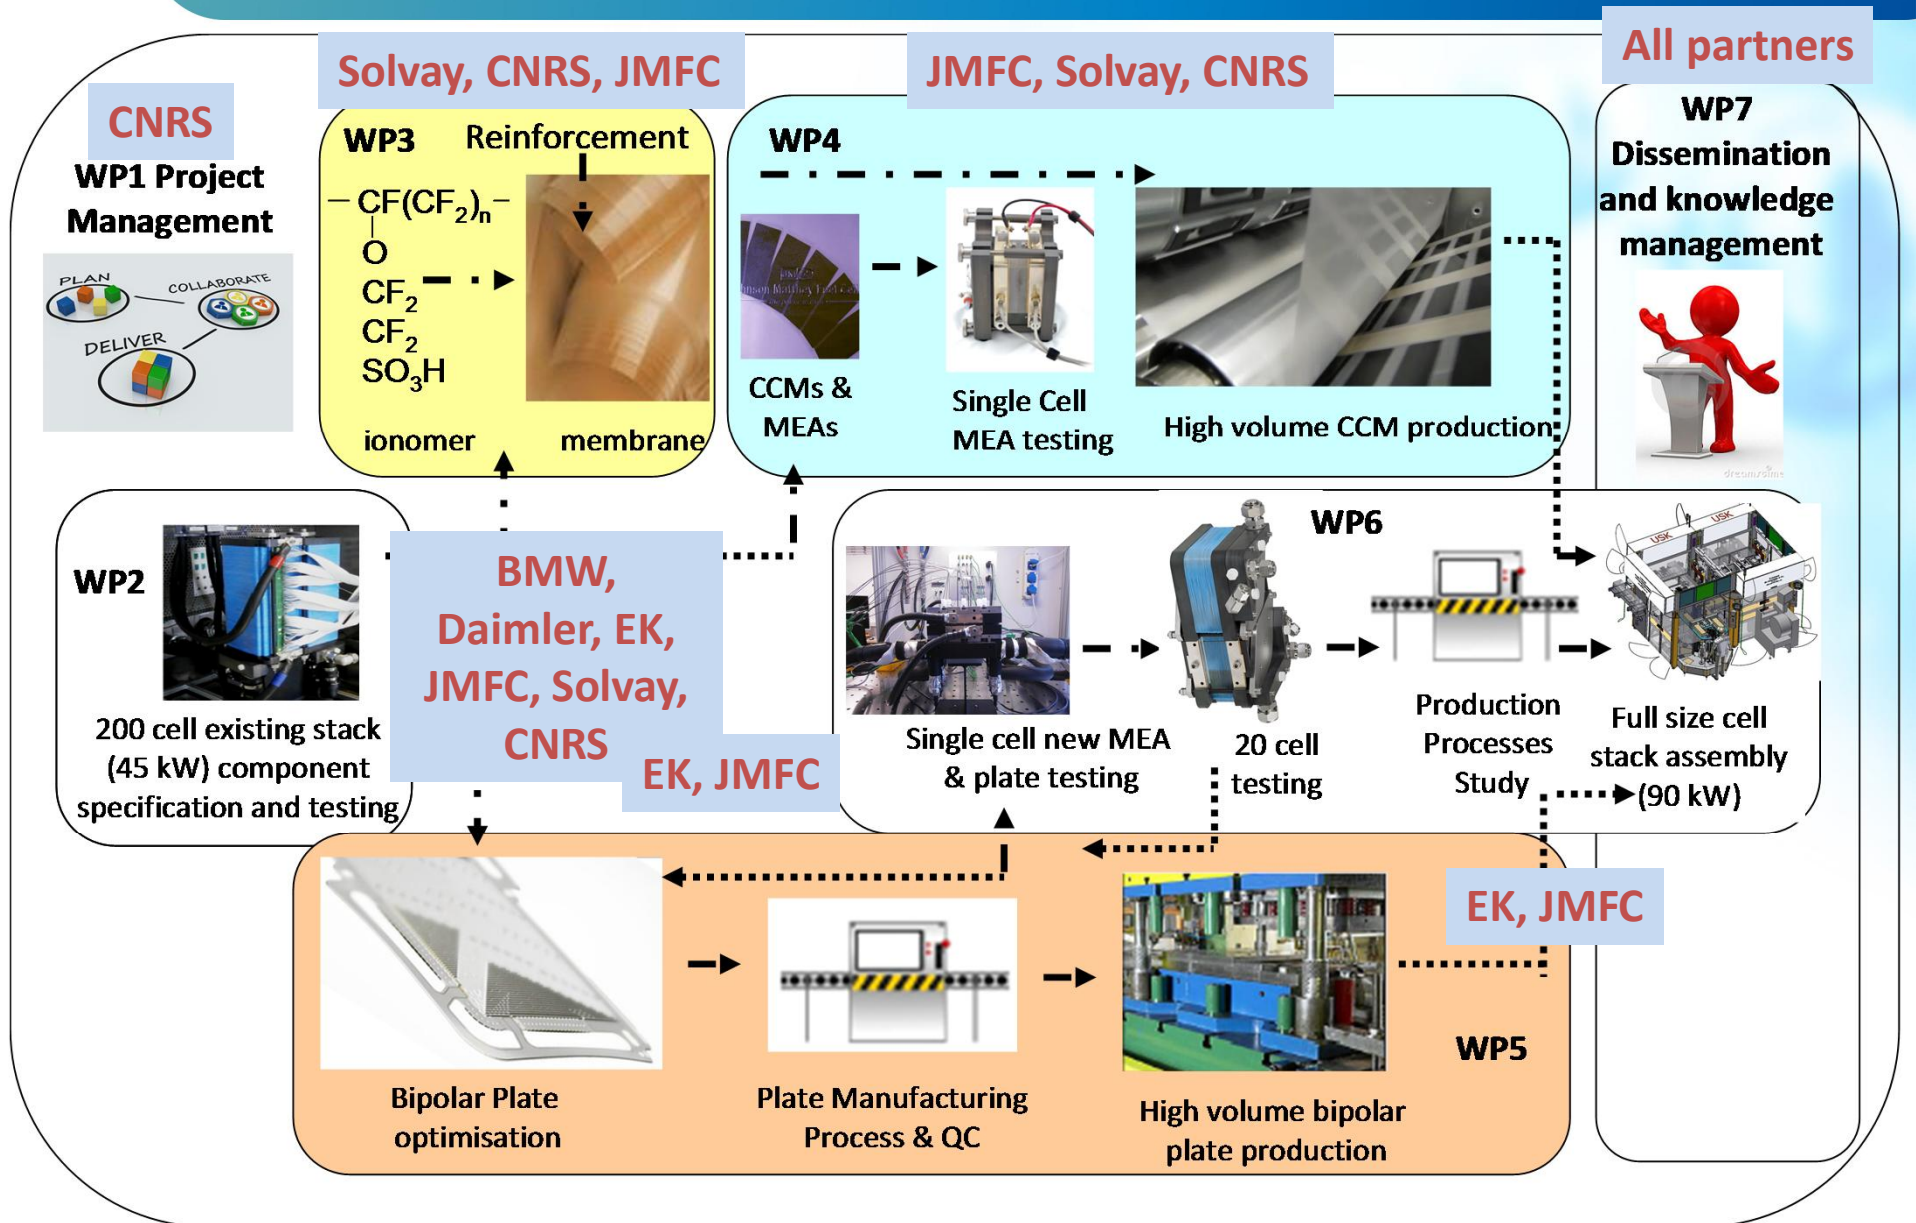 All partners
Solvay, CNRS, JMFC
JMFC, Solvay, CNRS
CNRS
WP1 Project
Management
PLAN
COLLABORATE
DELIVER
WP3
Reinforcement
– CF(CF2)n–
O
CF2
CF2
SO3H
ionomer
membrane
WP4
CCMs &
MEAs
Single Cell
MEA testing
High volume CCM production
WP7
Dissemination
and knowledge
management
WP2
200 cell existing stack
(45 kW) component
specification and testing
BMW,
Daimler, EK,
JMFC, Solvay,
CNRS
EK, JMFC
WP6
USK
USK
Single cell new MEA
& plate testing
20 cell
testing
Production
Processes
Study
Full size cell
stack assembly
(90 kW)
EK, JMFC
WP5
Bipolar Plate
optimisation
Plate Manufacturing
Process & QC
High volume bipolar
plate production